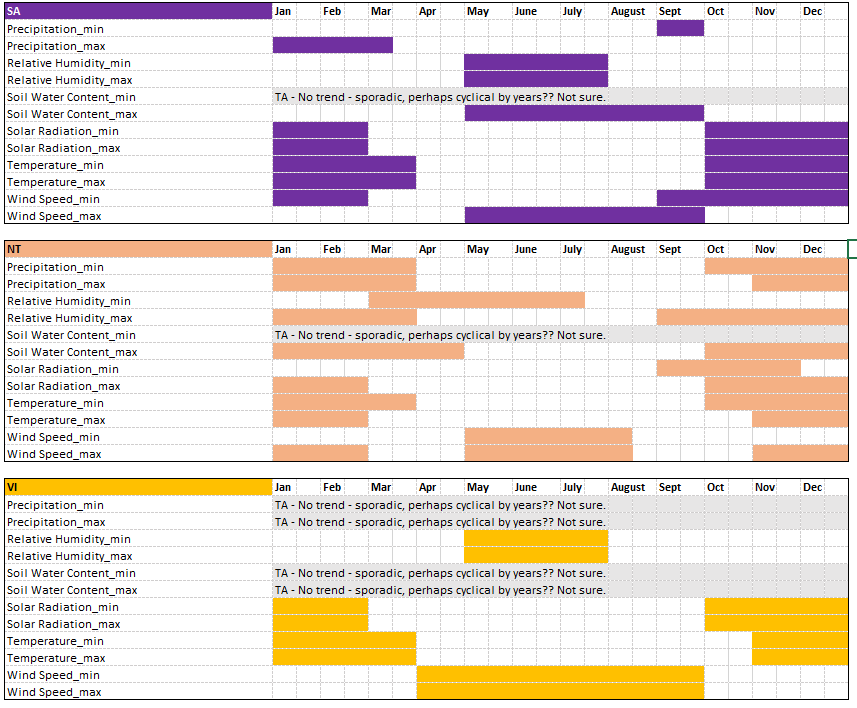 SA Jan Feb Mar Apr May June July August Sept Oct Nov Dec
Precipitation_min
Precipitation_max
Relative Humidity_min
Relative Humidity_max
Soil Water Content_min TA - No trend - sporadic, perhaps cyclical by years?? Not sure.
Soil Water Content_max
Solar Radiation_min
Solar Radiation_max
Temperature_min
Temperature_max
Wind Speed_min
Wind Speed_max
NT Jan Feb Mar Apr May June July August Sept Oct Nov Dec
Precipitation_min
Precipitation_max
Relative Humidity_min
Relative Humidity_max
Soil Water Content_min TA - No trend - sporadic, perhaps cyclical by years?? Not sure.
Soil Water Content_max
Solar Radiation_min
Solar Radiation_max
Temperature_min
Temperature_max
Wind Speed_min
Wind Speed_max
VI Jan Feb Mar Apr May June July August Sept Oct Nov Dec
Precipitation_min TA - No trend - sporadic, perhaps cyclical by years?? Not sure.
Precipitation_max TA - No trend - sporadic, perhaps cyclical by years?? Not sure.
Relative Humidity_min
Relative Humidity_max
Soil Water Content_min TA - No trend - sporadic, perhaps cyclical by years?? Not sure.
Soil Water Content_max TA - No trend - sporadic, perhaps cyclical by years?? Not sure.
Solar Radiation_min
Solar Radiation_max
Temperature_min
Temperature_max
Wind Speed_min
Wind Speed_max